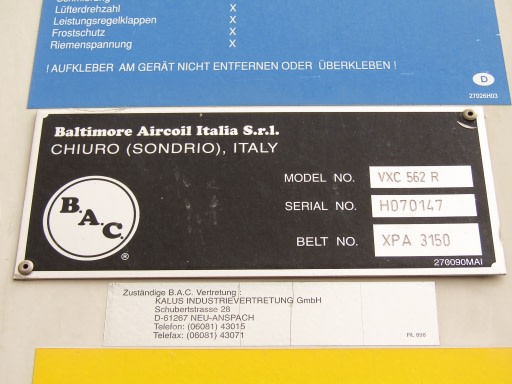 Lüfterdrehzahl X
Leistungsregelklappen X
Frostschutz X
Riemenspannung X
! AUFKLEBER AM GERÄT NICHT ENTFERNEN ODER ÜBERKLEBEN !
D
27026H03
Baltimore Aircoil Italia S.r.l.
CHIURO (SONDRIO), ITALY
MODEL NO. VXC 562 R
SERIAL NO. H070147
BELT NO. XPA 3150
B.A.C.
®
276090MAI
Zuständige B.A.C. Vertretung :
KALUS INDUSTRIEVERTRETUNG GmbH
Schubertstrasse 28
D-61267 NEU-ANSPACH
Telefon: (06081) 43015
Telefax: (06081) 43071